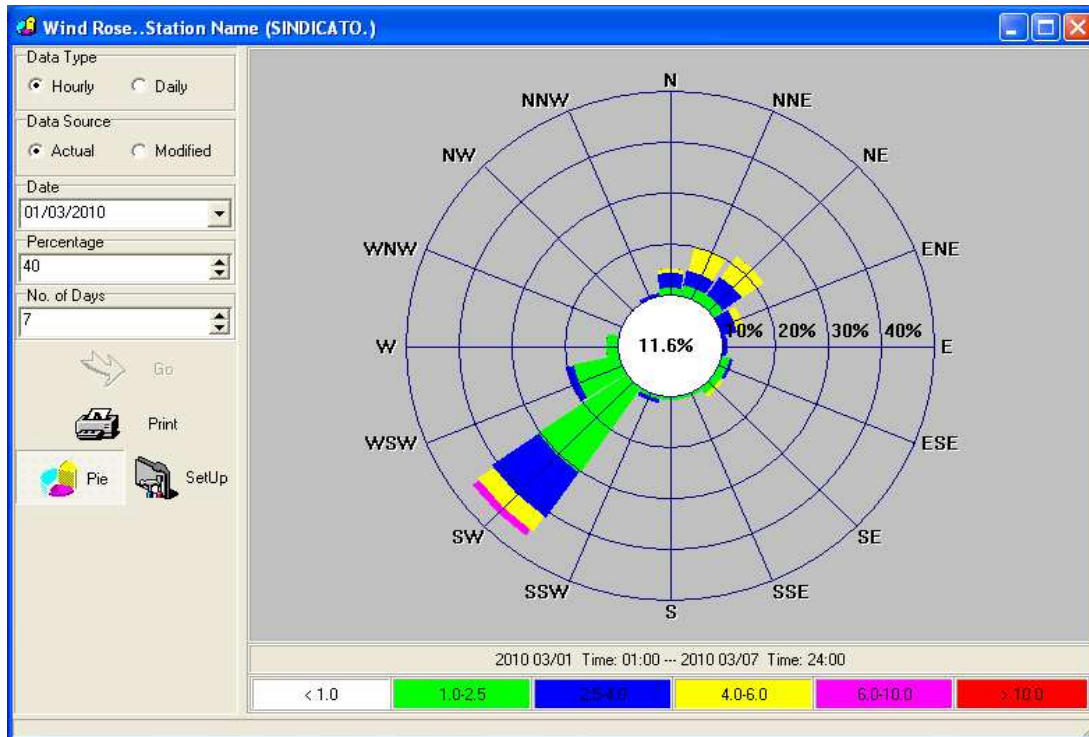 Wind Rose..Station Name (SINDICATO.)
Data Type
Hourly Daily
Data Source
Actual Modified
Date
01/03/2010
Percentage
40
No. of Days
7
Go
Print
Pie SetUp
N
NNW NNE
NW NE
WNW ENE
W 11.6% 10% 20% 30% 40% E
WSW ESE
SW SE
SSW SSE
S
2010 03/01 Time: 01:00 --- 2010 03/07 Time: 24:00
< 1.0 1.0-2.5 2.5-4.0 4.0-6.0 6.0-10.0 > 10.0